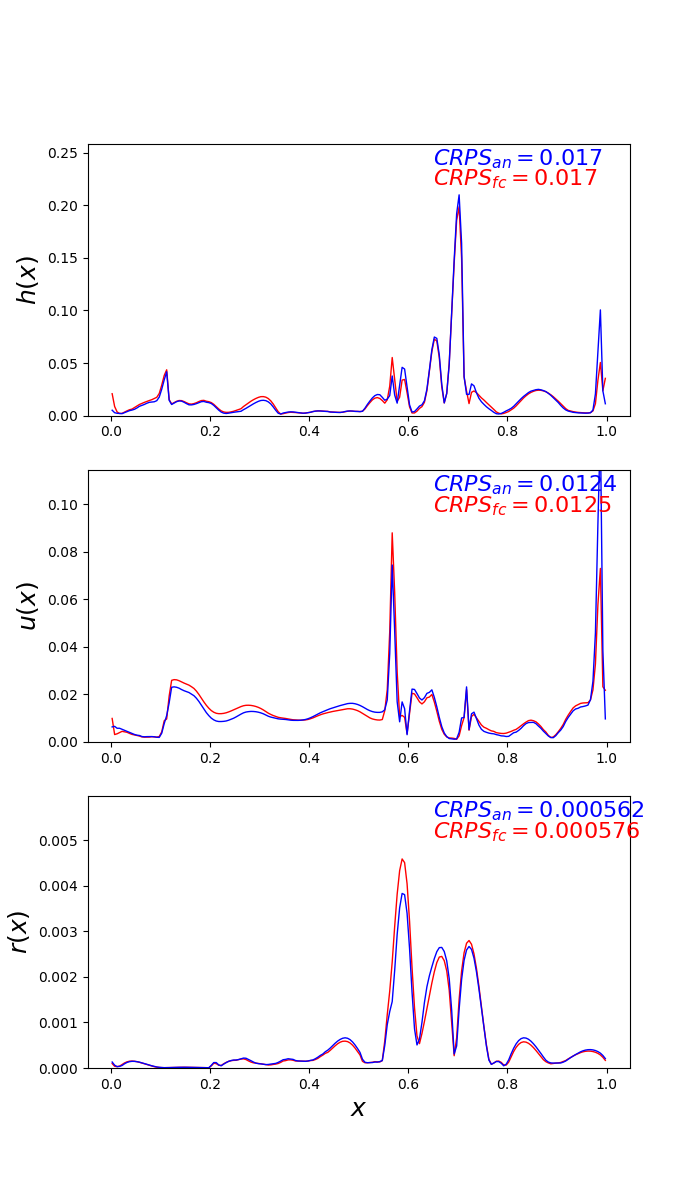 CRPS_an = 0.017
CRPS_fc = 0.017
0.25
0.20
0.15
0.10
0.05
0.00
h(x)
0.0 0.2 0.4 0.6 0.8 1.0
CRPS_an = 0.0124
CRPS_fc = 0.0125
0.10
0.08
0.06
0.04
0.02
0.00
u(x)
0.0 0.2 0.4 0.6 0.8 1.0
CRPS_an = 0.000562
CRPS_fc = 0.000576
0.005
0.004
0.003
0.002
0.001
0.000
r(x)
0.0 0.2 0.4 0.6 0.8 1.0
x